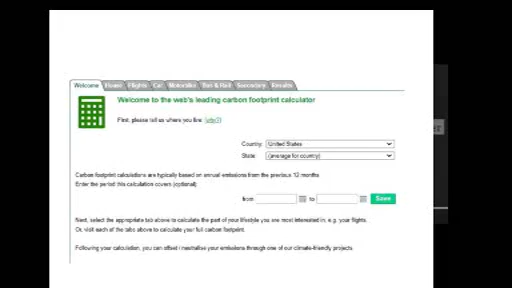 Welcome Home Flights Car Motorbike Bus & Rail Secondary Results
Welcome to the web's leading carbon footprint calculator
First, please tell us where you live: (why?)
Country: United States
State: (average for country)
Carbon footprint calculations are typically based on annual emissions from the previous 12 months.
Enter the period this calculation covers (optional):
from to Save
Next, select the appropriate tab above to calculate the part of your lifestyle you are most interested in, e.g. your flights.
Or, visit each of the tabs above to calculate your full carbon footprint.
Following your calculation, you can offset / neutralise your emissions through one of our climate-friendly projects.